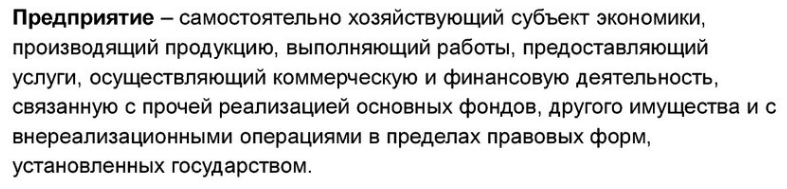 Предприятие – самостоятельно хозяйствующий субъект экономики,
производящий продукцию, выполняющий работы, предоставляющий
услуги, осуществляющий коммерческую и финансовую деятельность,
связанную с прочей реализацией основных фондов, другого имущества и с
внереализационными операциями в пределах правовых форм,
установленных государством.